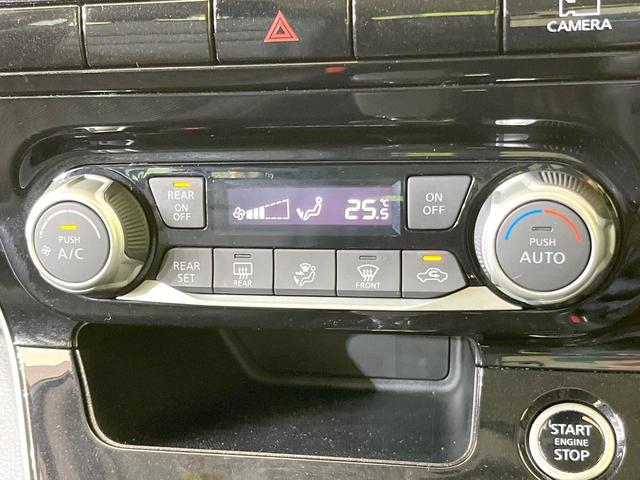 CAMERA
REAR
ON
OFF
25.5°C
ON
OFF
PUSH
A/C
PUSH
AUTO
REAR
SET
REAR
FRONT
START
ENGINE
STOP